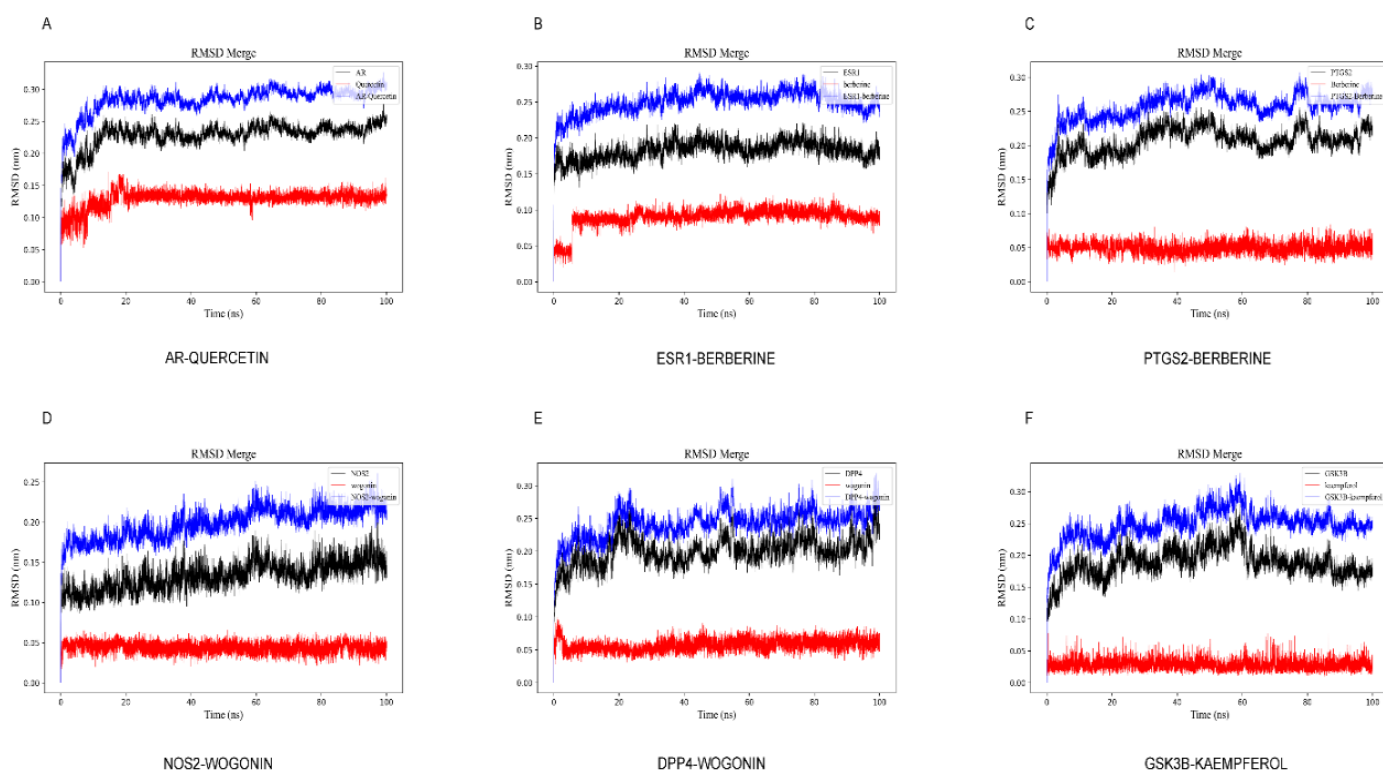 A
RMSD Merge
RMSD (nm)
0.30
0.25
0.20
0.15
0.10
0.05
0.00
AR
Quercetin
AR-Quercetin
0 20 40 60 80 100
Time (ns)
AR-QUERCETIN
B
RMSD Merge
RMSD (nm)
0.30
0.25
0.20
0.15
0.10
0.05
0.00
ESR1
berberine
ESR1-berberine
0 20 40 60 80 100
Time (ns)
ESR1-BERBERINE
C
RMSD Merge
RMSD (nm)
0.30
0.25
0.20
0.15
0.10
0.05
0.00
PTGS2
Berberine
PTGS2-Berberine
0 20 40 60 80 100
Time (ns)
PTGS2-BERBERINE
D
RMSD Merge
RMSD (nm)
0.25
0.20
0.15
0.10
0.05
0.00
NOS2
wogonin
NOS2-wogonin
0 20 40 60 80 100
Time (ns)
NOS2-WOGONIN
E
RMSD Merge
RMSD (nm)
0.30
0.25
0.20
0.15
0.10
0.05
0.00
DPP4
wogonin
DPP4-wogonin
0 20 40 60 80 100
Time (ns)
DPP4-WOGONIN
F
RMSD Merge
RMSD (nm)
0.30
0.25
0.20
0.15
0.10
0.05
0.00
GSK3B
kaempferol
GSK3B-kaempferol
0 20 40 60 80 100
Time (ns)
GSK3B-KAEMPFEROL